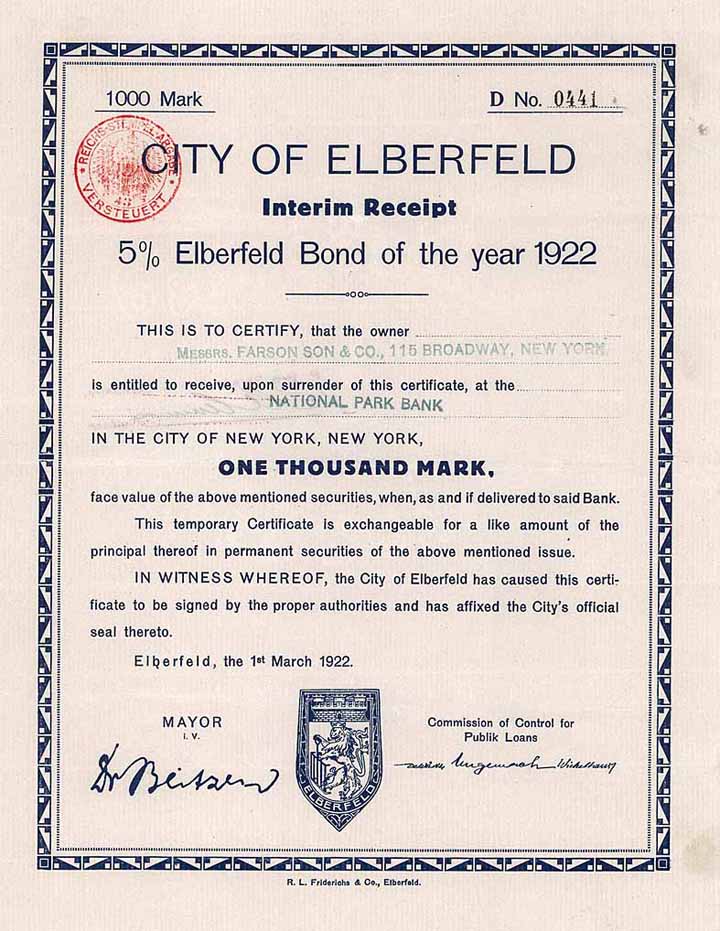 1000 Mark
D No. 0441
REICHS-STEMPELABGABE
VERSTEUERT
CITY OF ELBERFELD
Interim Receipt
5% Elberfeld Bond of the year 1922
THIS IS TO CERTIFY, that the owner
MESSRS. FARSON SON & CO., 115 BROADWAY, NEW YORK.
is entitled to receive, upon surrender of this certificate, at the
NATIONAL PARK BANK
IN THE CITY OF NEW YORK, NEW YORK,
ONE THOUSAND MARK,
face value of the above mentioned securities, when, as and if delivered to said Bank.
This temporary Certificate is exchangeable for a like amount of the
principal thereof in permanent securities of the above mentioned issue.
IN WITNESS WHEREOF, the City of Elberfeld has caused this certi-
ficate to be signed by the proper authorities and has affixed the City's official
seal thereto.
Elberfeld, the 1st March 1922.
MAYOR
I. V.
Commission of Control for
Publik Loans
ELBERFELD
R. L. Friderichs & Co., Elberfeld.